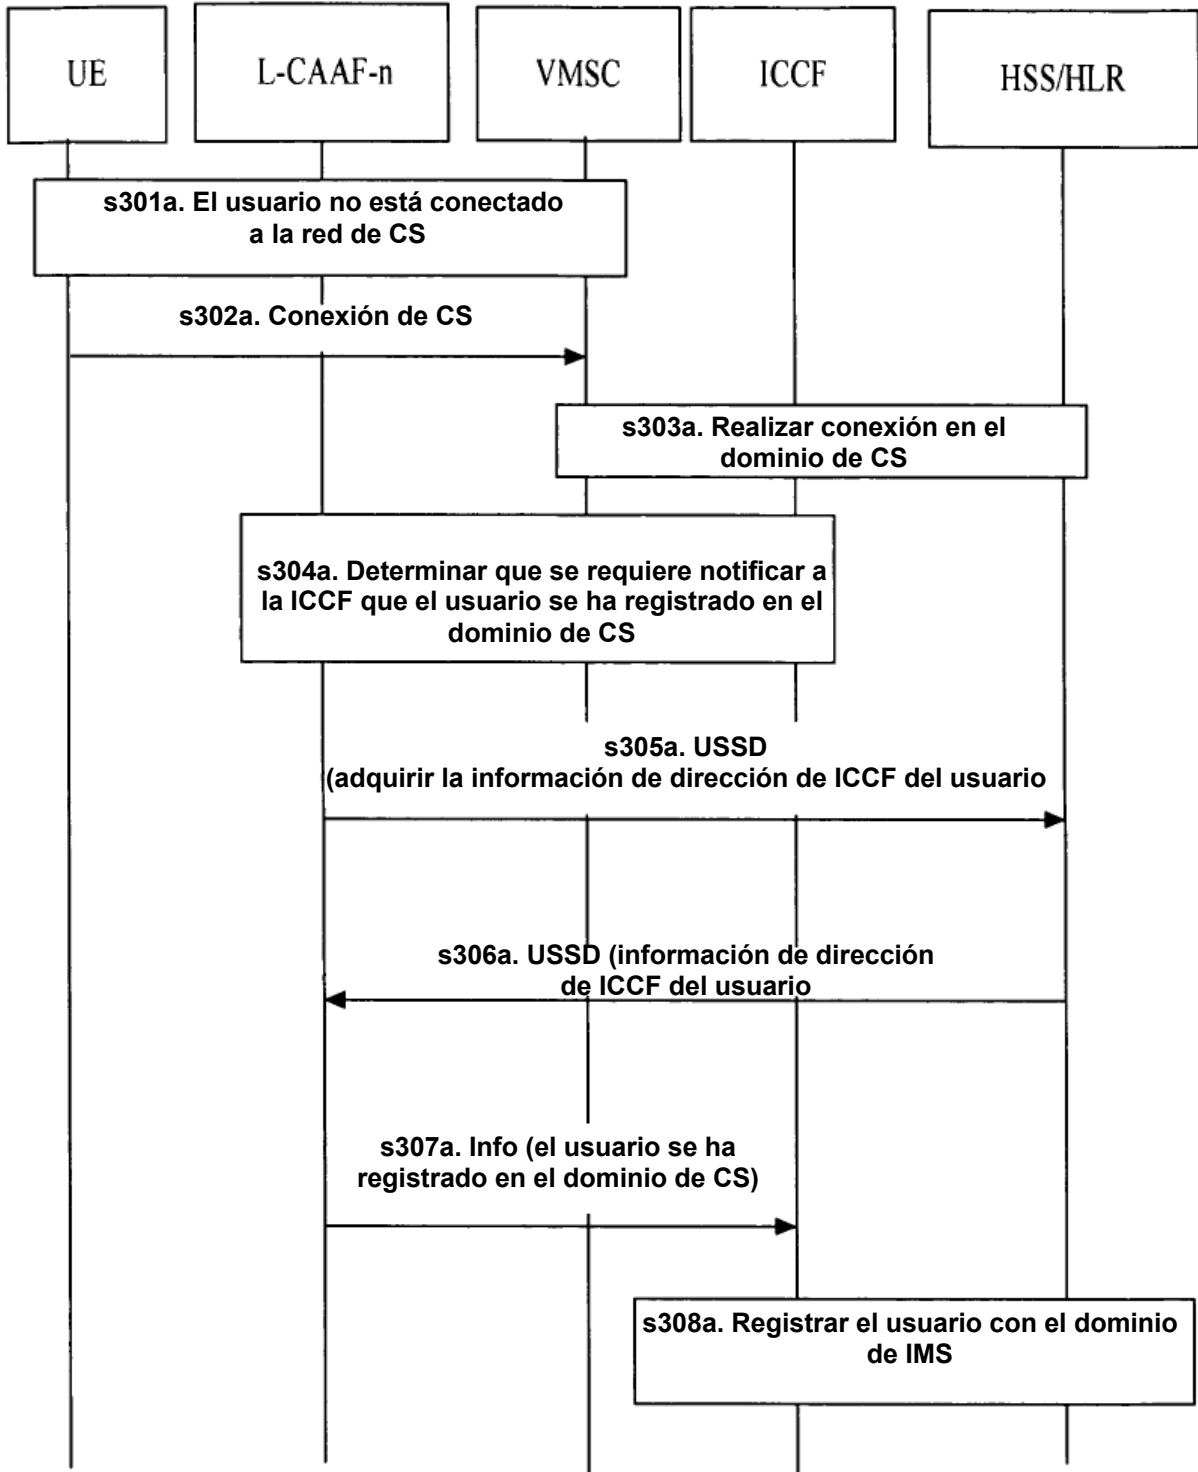 UE
L-CAAF-n
VMSC
ICCF
HSS/HLR
s301a. El usuario no está conectado
a la red de CS
s302a. Conexión de CS
s303a. Realizar conexión en el
dominio de CS
s304a. Determinar que se requiere notificar a
la ICCF que el usuario se ha registrado en el
dominio de CS
s305a. USSD
(adquirir la información de dirección de ICCF del usuario
s306a. USSD (información de dirección
de ICCF del usuario
s307a. Info (el usuario se ha
registrado en el dominio de CS)
s308a. Registrar el usuario con el dominio
de IMS